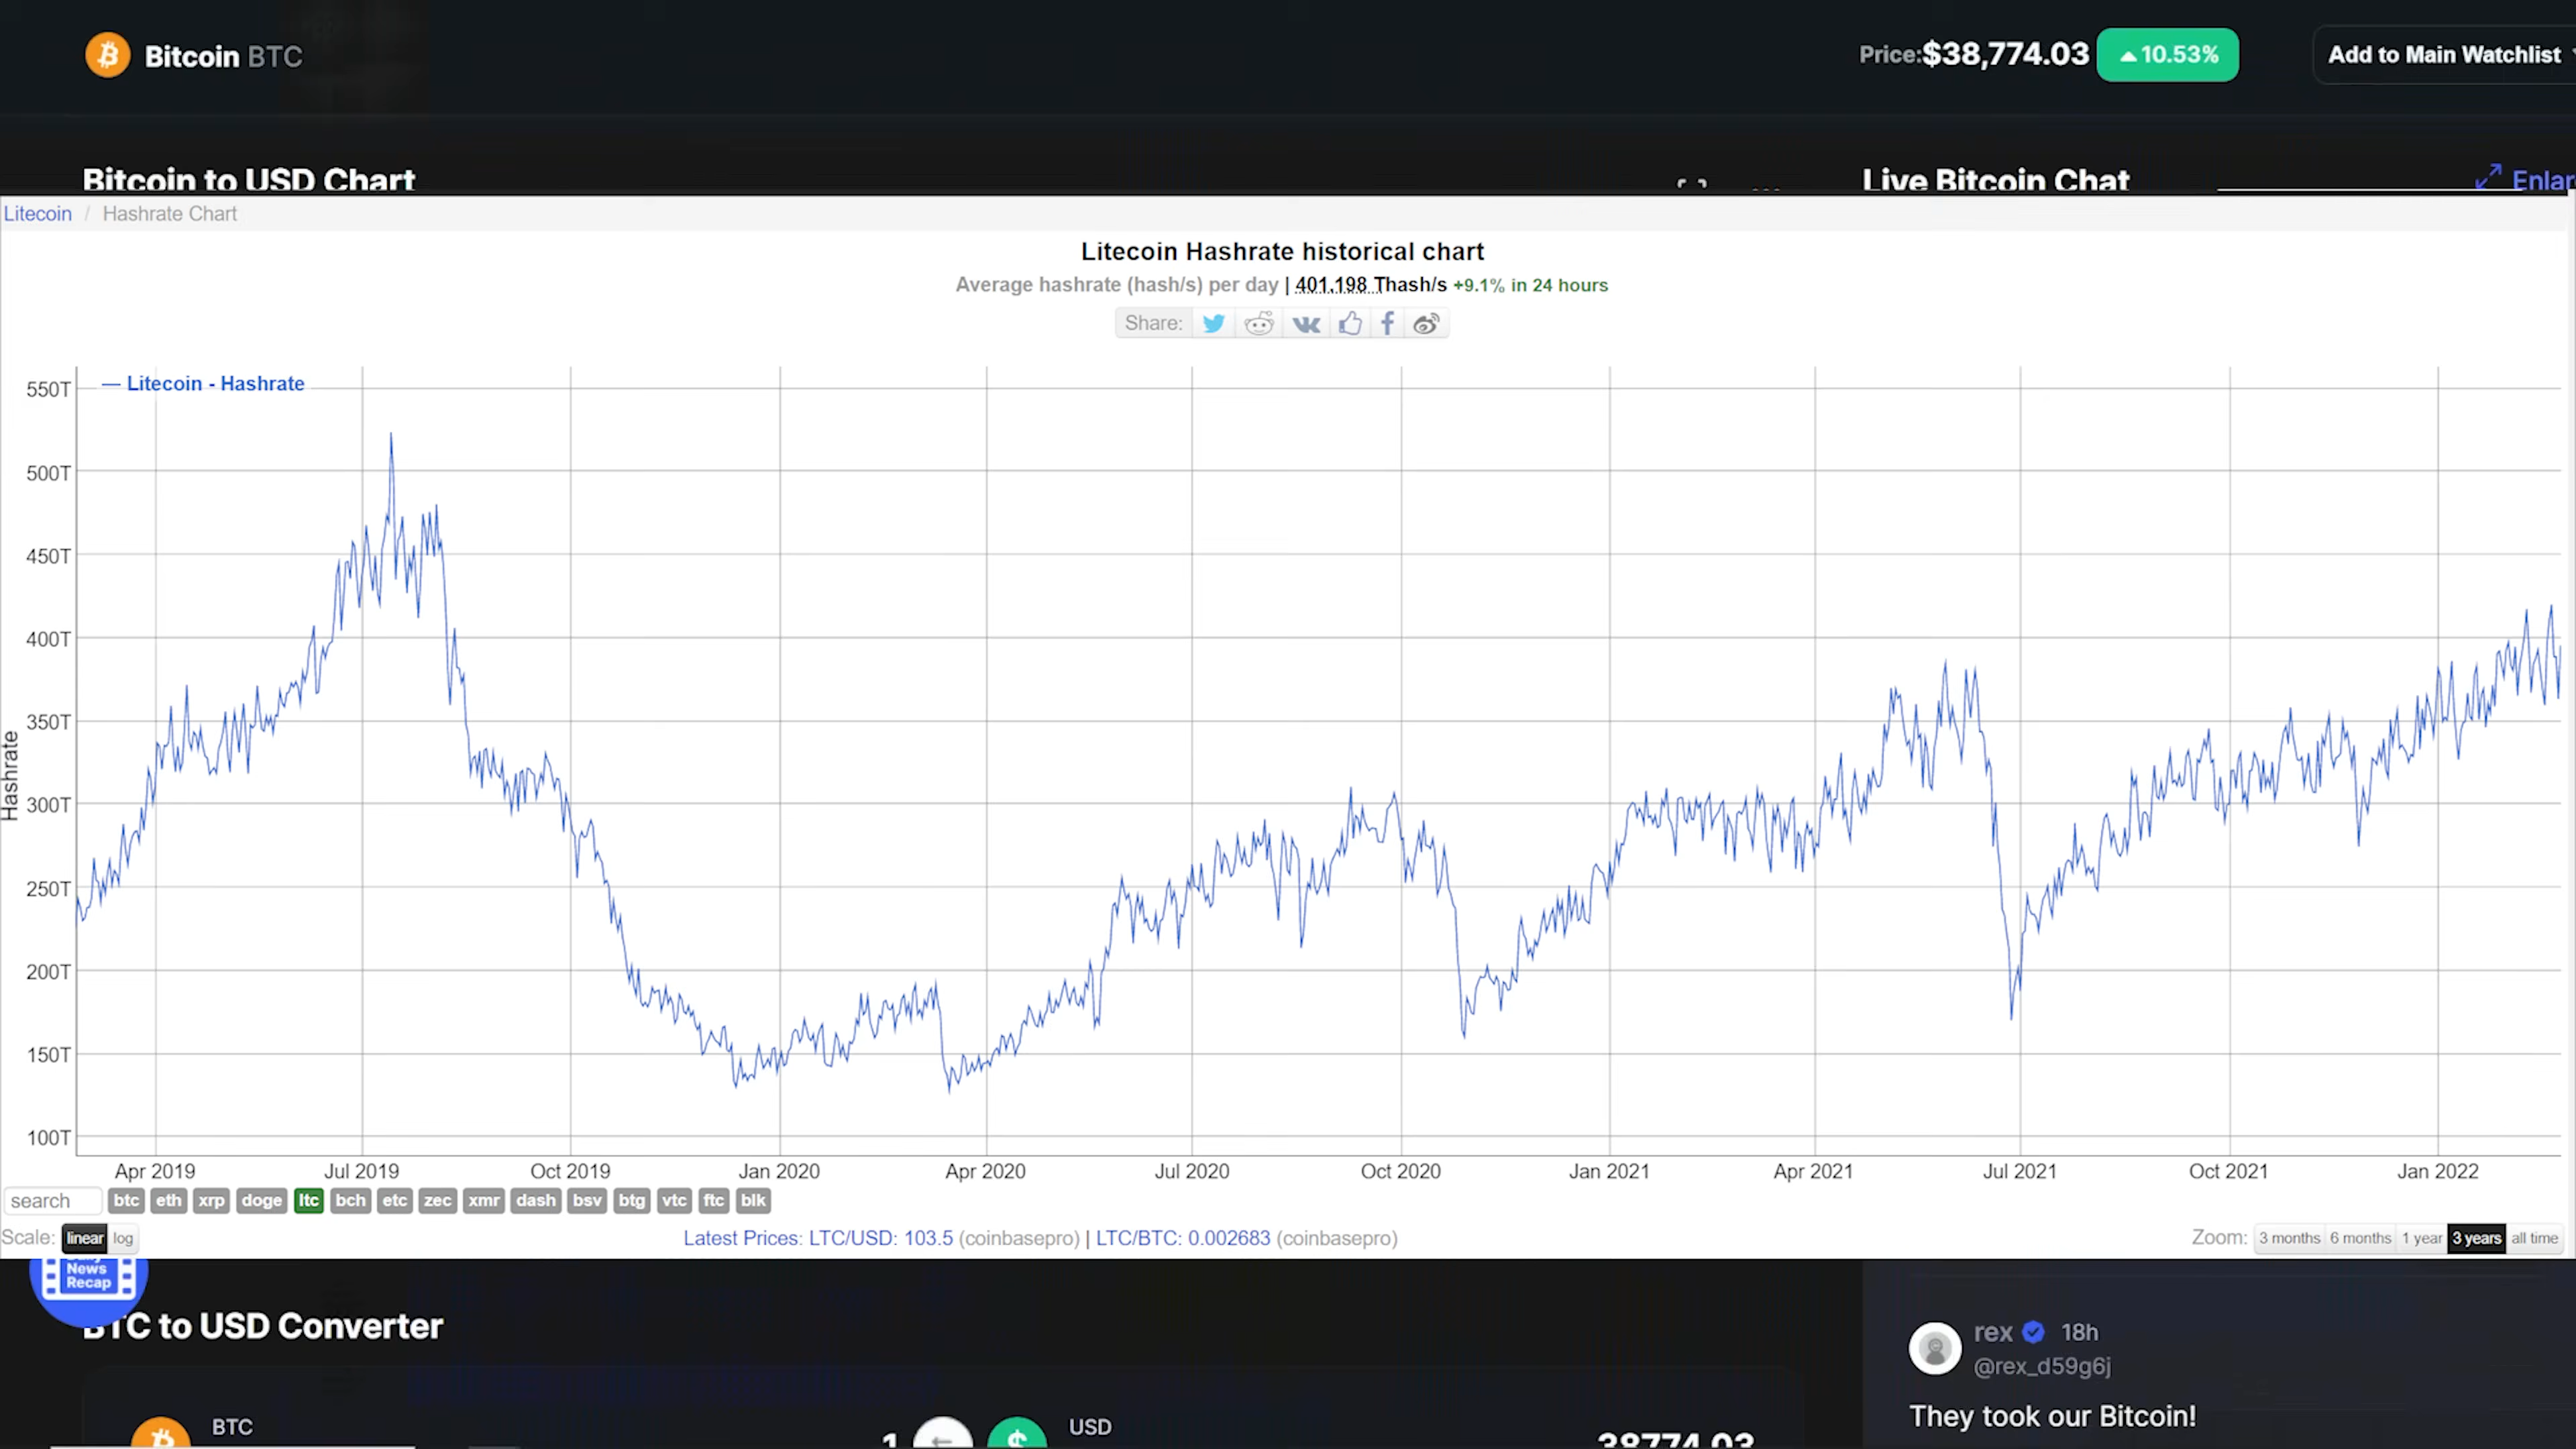 Bitcoin BTC
Price:$38,774.03 10.53%
Add to Main Watchlist
Bitcoin to USD Chart
Live Bitcoin Chat
Enlar
Litecoin / Hashrate Chart
Litecoin Hashrate historical chart
Average hashrate (hash/s) per day | 401.198 Thash/s +9.1% in 24 hours
Share:
Litecoin - Hashrate
550T
500T
450T
400T
350T
300T
250T
200T
150T
100T
Hashrate
Apr 2019 Jul 2019 Oct 2019 Jan 2020 Apr 2020 Jul 2020 Oct 2020 Jan 2021 Apr 2021 Jul 2021 Oct 2021 Jan 2022
search btc eth xrp doge ltc bch etc zec xmr dash bsv btg vtc ftc blk
Scale: linear log
Latest Prices: LTC/USD: 103.5 (coinbasepro) | LTC/BTC: 0.002683 (coinbasepro)
Zoom: 3 months 6 months 1 year 3 years all time
News
Recap
BTC to USD Converter
rex 18h
@rex_d59g6j
They took our Bitcoin!
BTC
1
USD
38774.03